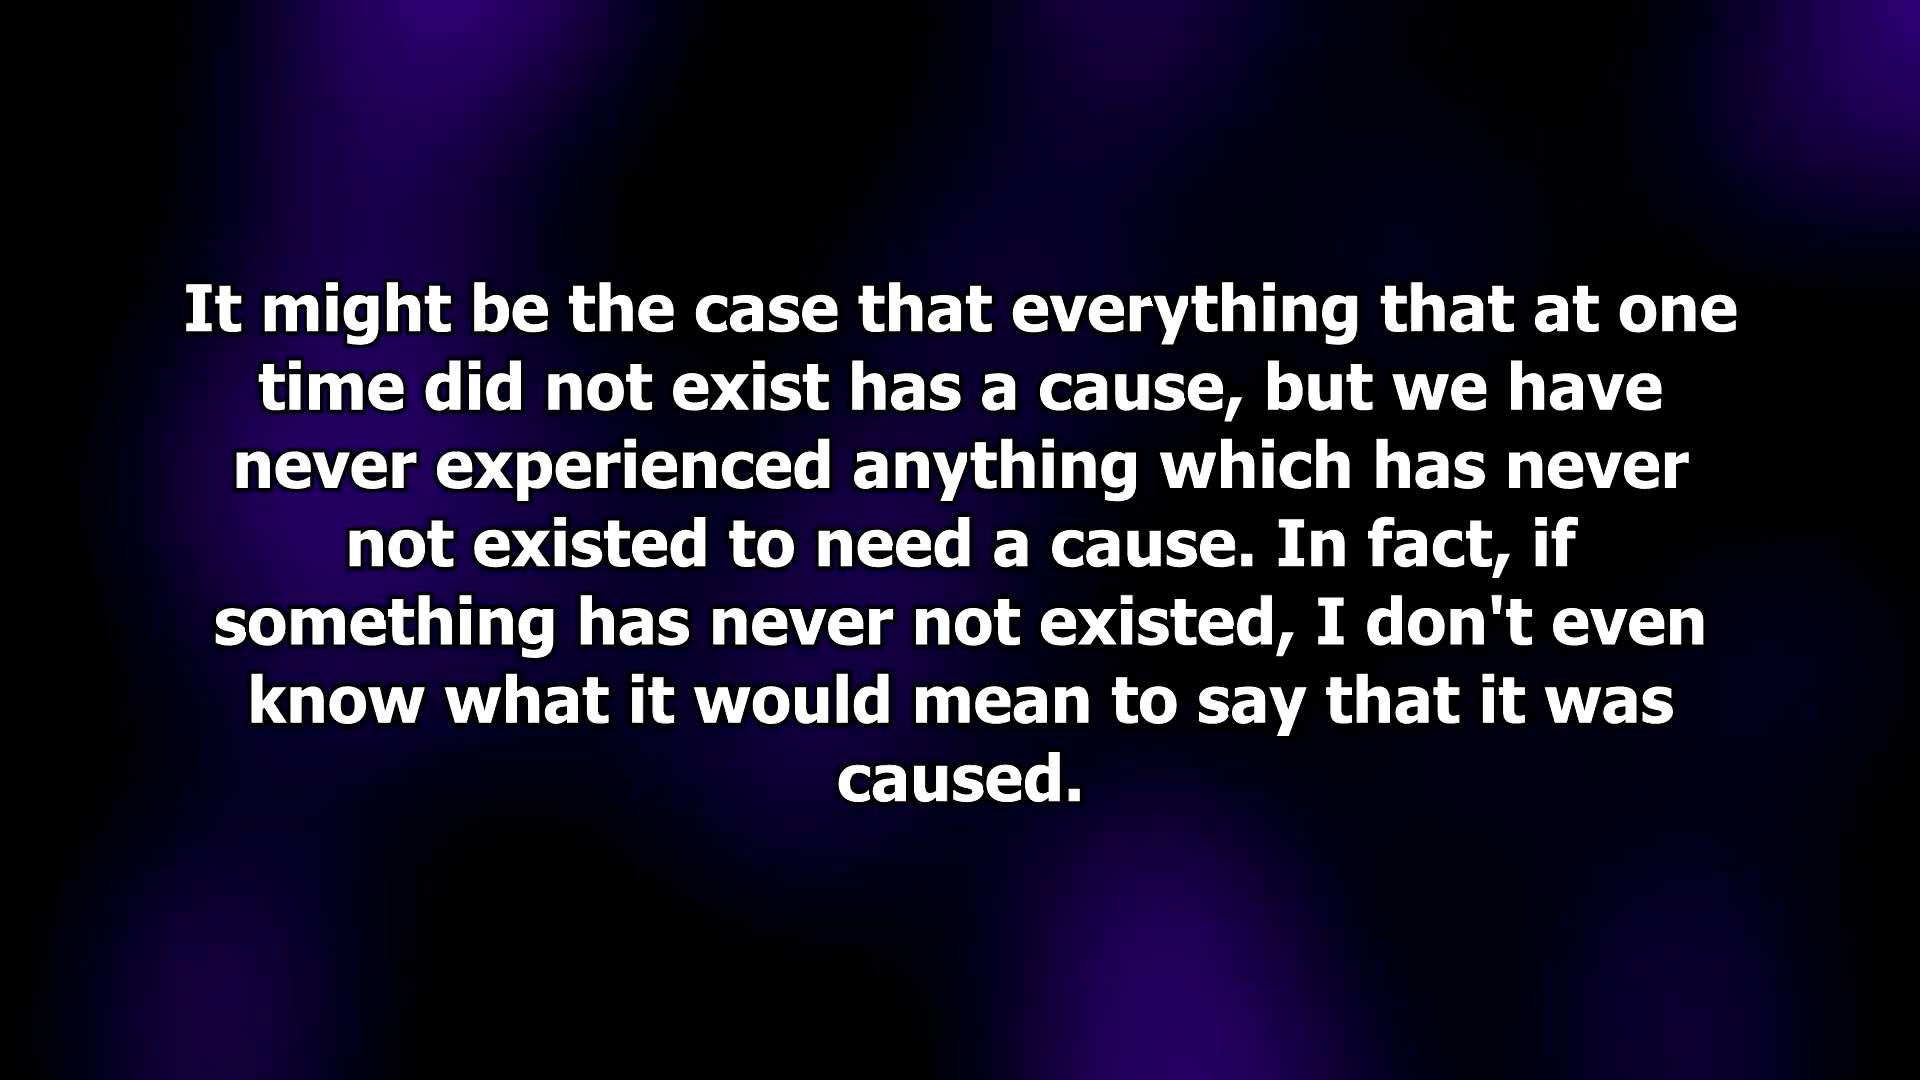 It might be the case that everything that at one
time did not exist has a cause, but we have
never experienced anything which has never
not existed to need a cause. In fact, if
something has never not existed, I don't even
know what it would mean to say that it was
caused.